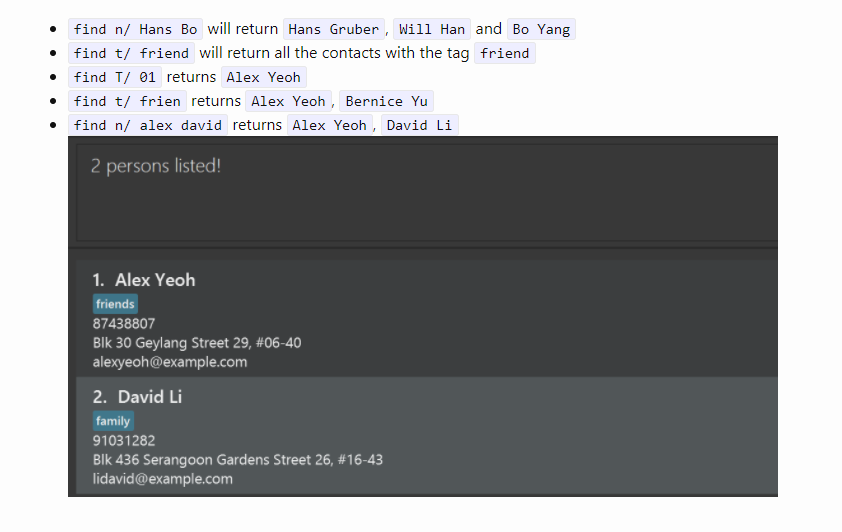 find n/ Hans Bo will return Hans Gruber, Will Han and Bo Yang
find t/ friend will return all the contacts with the tag friend
find T/ 01 returns Alex Yeoh
find t/ frien returns Alex Yeoh, Bernice Yu
find n/ alex david returns Alex Yeoh, David Li
2 persons listed!
1. Alex Yeoh
friends
87438807
Blk 30 Geylang Street 29, #06-40
alexyeoh@example.com
2. David Li
family
91031282
Blk 436 Serangoon Gardens Street 26, #16-43
lidavid@example.com